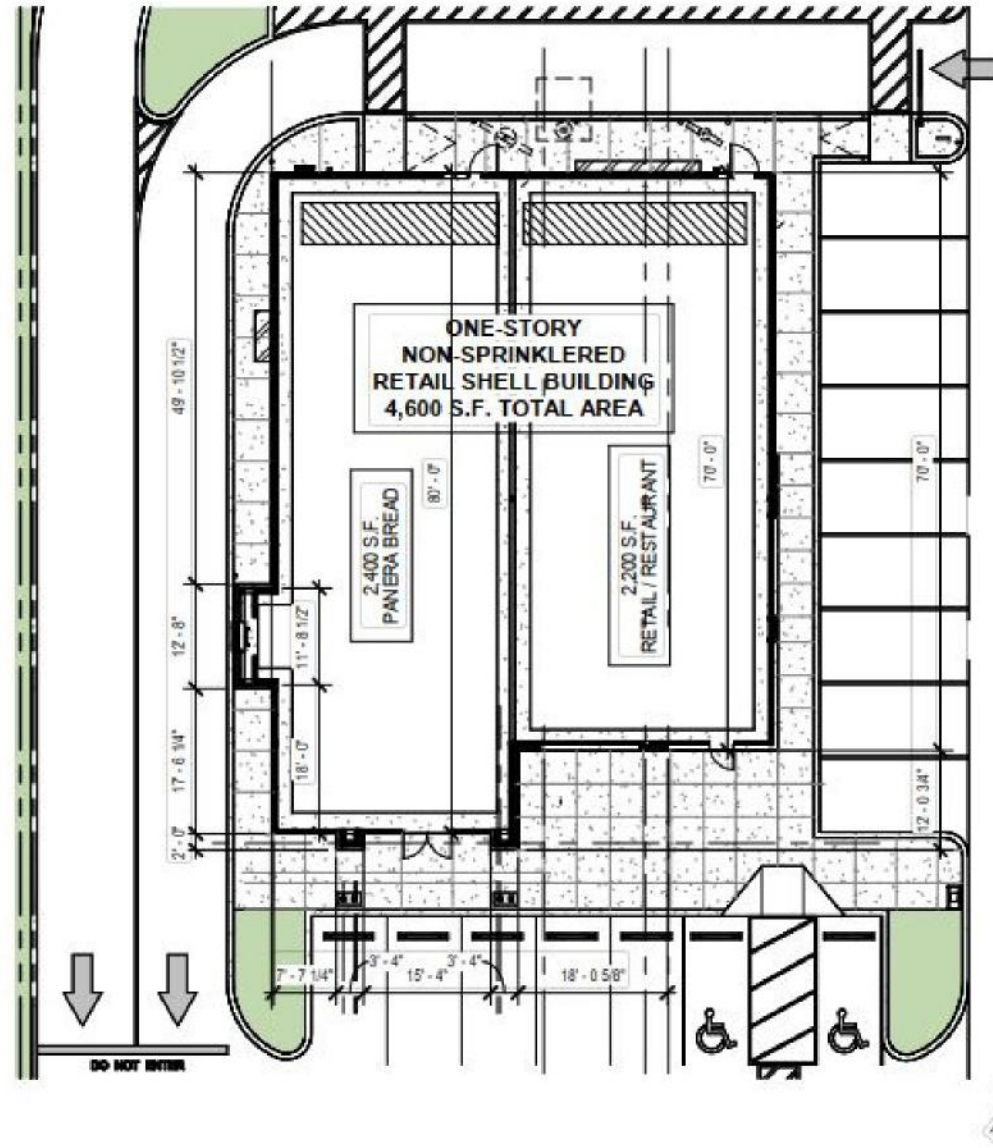 ONE-STORY
NON-SPRINKLERED
RETAIL SHELL BUILDING
4,600 S.F. TOTAL AREA
49' - 10 1/2"
80' - 0"
70' - 0"
70' - 0"
2,400 S.F.
PANERA BREAD
2,200 S.F.
RETAIL / RESTAURANT
12' - 8"
11' - 8 1/2"
17' - 6 1/4"
18' - 0"
12' - 0 3/4"
2' - 0"
7' - 7 1/4"
3' - 4"
15' - 4"
3' - 4"
18' - 0 5/8"
DO NOT ENTER